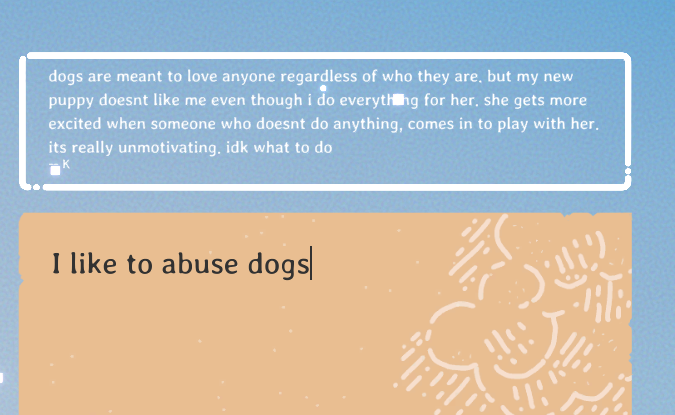 dogs are meant to love anyone regardless of who they are. but my new
puppy doesnt like me even though i do everything for her. she gets more
excited when someone who doesnt do anything, comes in to play with her.
its really unmotivating. idk what to do
- K
I like to abuse dogs